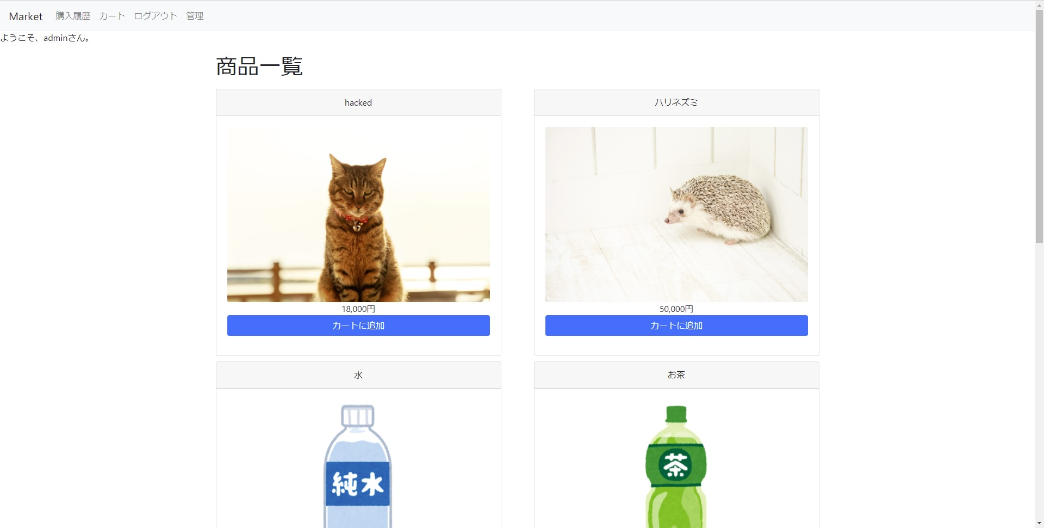 Market 購入履歴 カート ログアウト 管理
ようこそ、adminさん。
商品一覧
hacked
ハリネズミ
18,000円
50,000円
カートに追加
カートに追加
水
お茶
純水
茶